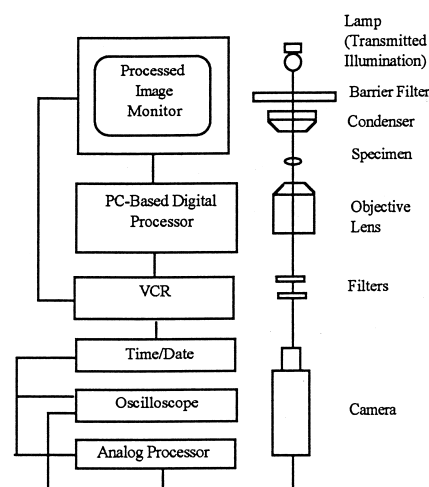 Processed
Image
Monitor
PC-Based Digital
Processor
VCR
Time/Date
Oscilloscope
Analog Processor
Lamp
(Transmitted
Illumination)
Barrier Filter
Condenser
Specimen
Objective
Lens
Filters
Camera